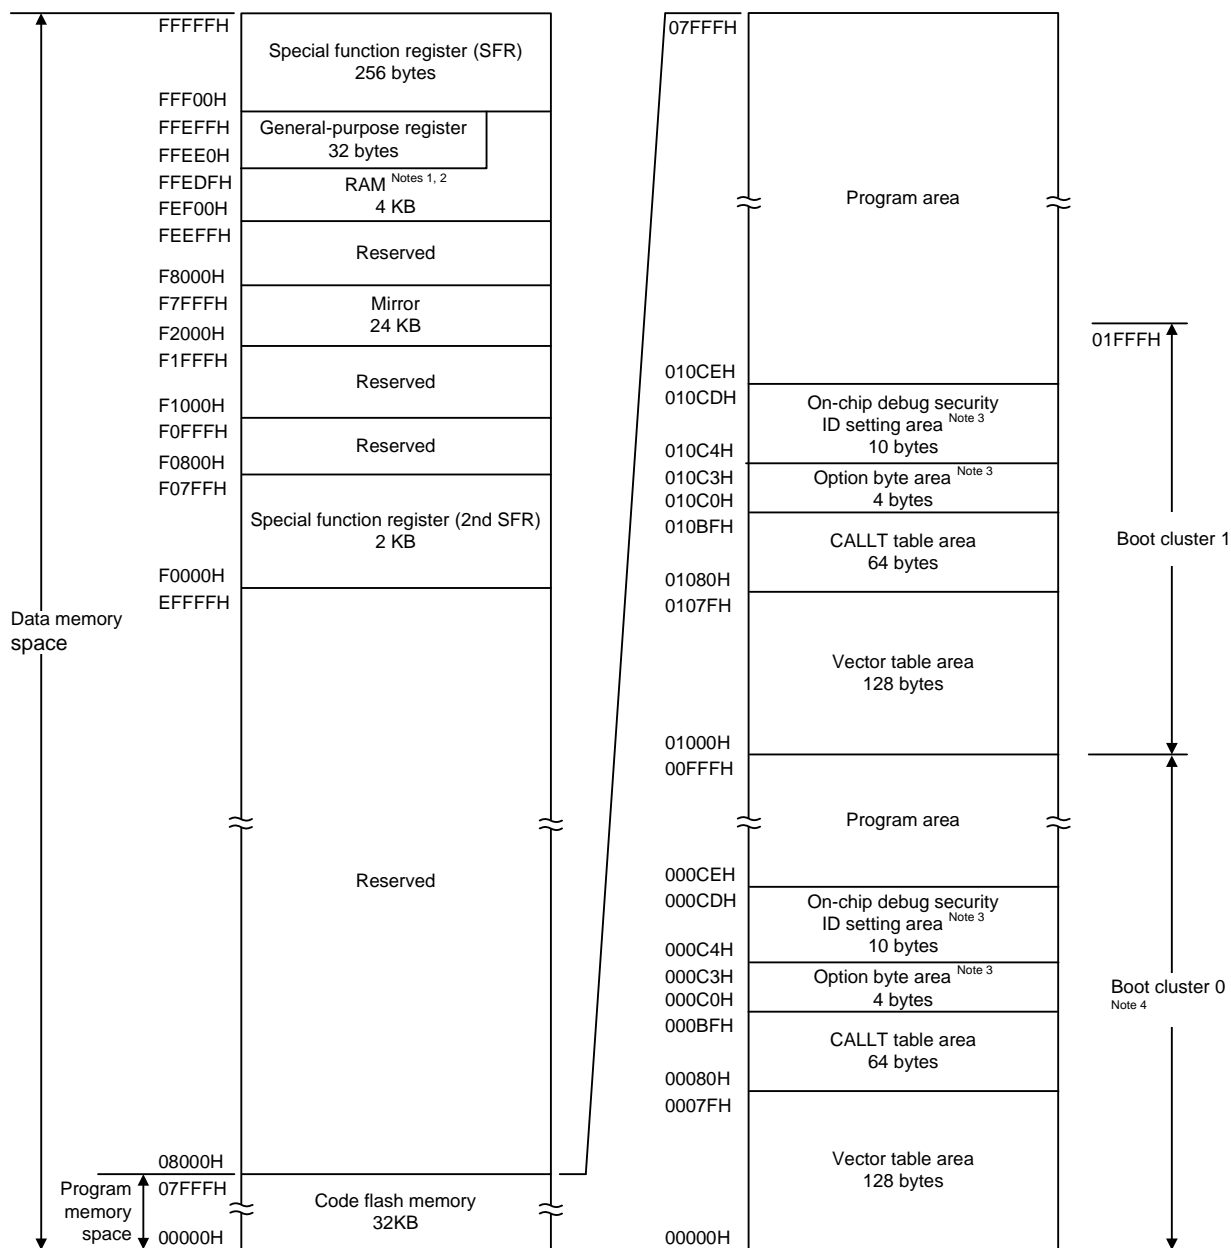 FFFFFH
Special function register (SFR)
256 bytes
FFF00H
FFEFFH
General-purpose register
32 bytes
FFEE0H
FFEDFH
RAM Notes 1, 2
4 KB
FEF00H
FEEFFH
Reserved
F8000H
F7FFFH
Mirror
24 KB
F2000H
F1FFFH
Reserved
F1000H
F0FFFH
Reserved
F0800H
F07FFH
Special function register (2nd SFR)
2 KB
F0000H
EFFFFH
Data memory
space
Reserved
08000H
Program
memory
space
07FFFH
Code flash memory
32KB
00000H
07FFFH
Program area
01FFFH
010CEH
010CDH
On-chip debug security
ID setting area Note 3
10 bytes
010C4H
010C3H
Option byte area Note 3
4 bytes
010C0H
010BFH
CALLT table area
64 bytes
Boot cluster 1
01080H
0107FH
Vector table area
128 bytes
01000H
00FFFH
Program area
000CEH
000CDH
On-chip debug security
ID setting area Note 3
10 bytes
000C4H
000C3H
Option byte area Note 3
4 bytes
000C0H
Boot cluster 0
Note 4
000BFH
CALLT table area
64 bytes
00080H
0007FH
Vector table area
128 bytes
00000H